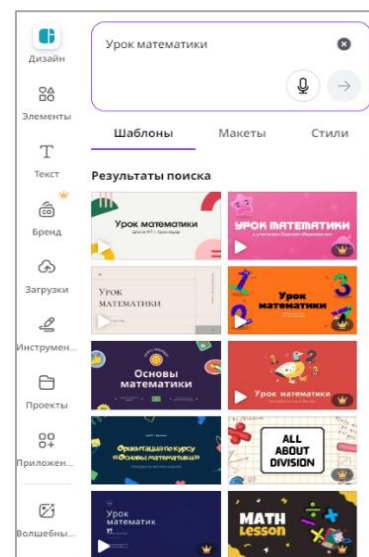 Урок математики
Дизайн
Элементы
Текст
Бренд
Загрузки
Инструмен...
Проекты
Приложен...
Волшебны...
Шаблоны Макеты Стили
Результаты поиска
Урок математики
УРОК МАТЕМАТИКИ
УРОК
МАТЕМАТИКИ
Урок
математики
Основы
математики
Урок математики
Ориентация по курсу
«Основы математики»
ALL
ABOUT
DIVISION
Урок
математик
и
MATH
Lesson